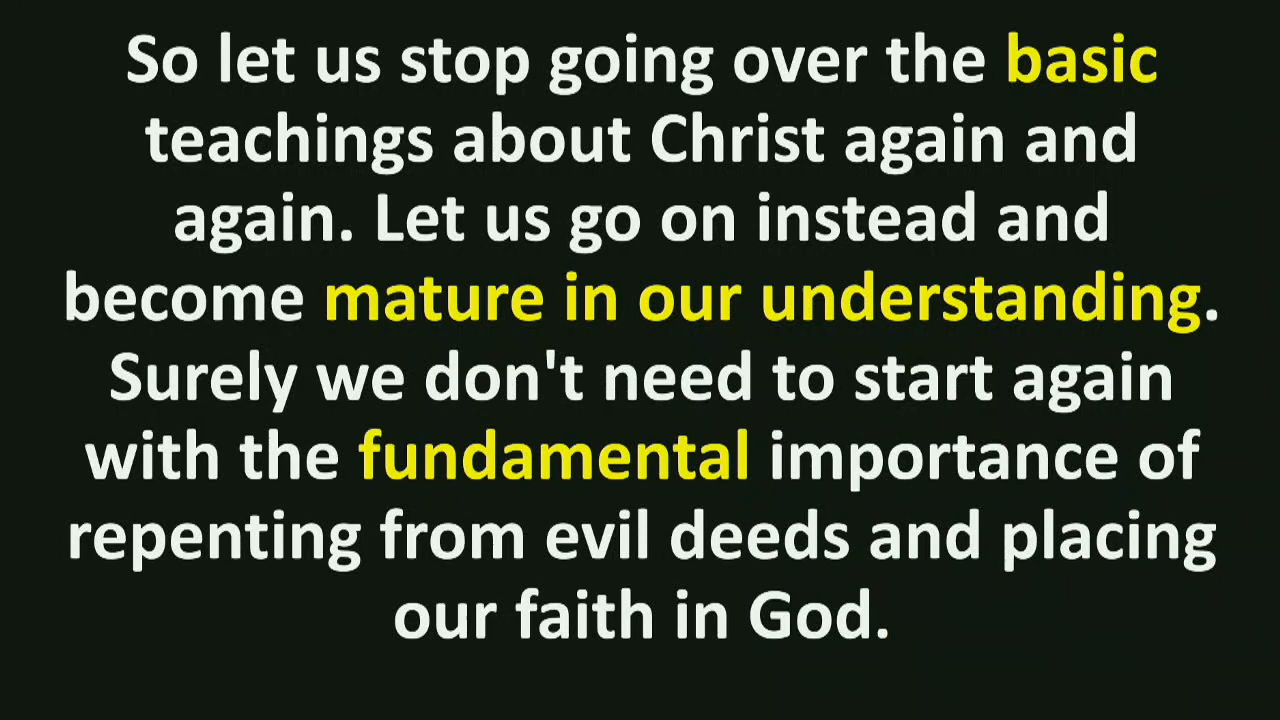 So let us stop going over the basic
teachings about Christ again and
again. Let us go on instead and
become mature in our understanding.
Surely we don't need to start again
with the fundamental importance of
repenting from evil deeds and placing
our faith in God.